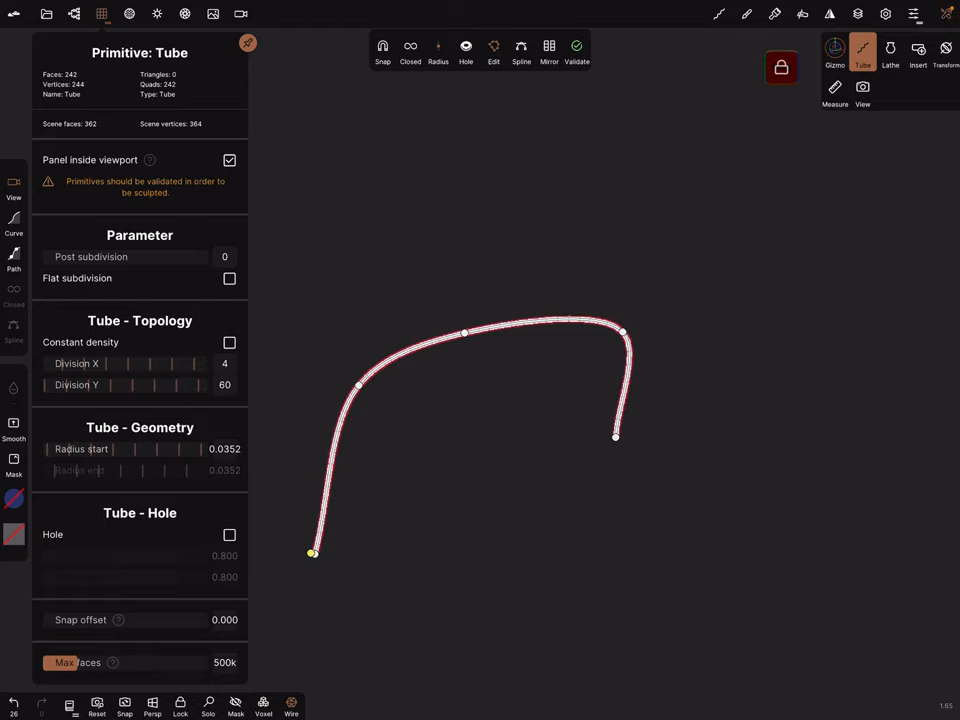 Primitive: Tube
Faces: 242 Triangles: 0
Vertices: 244 Quads: 242
Name: Tube Type: Tube
Scene faces: 362 Scene vertices: 364
Panel inside viewport ?
Primitives should be validated in order to
be sculpted.
Parameter
Post subdivision 0
Flat subdivision
Tube - Topology
Constant density
Division X 4
Division Y 60
Tube - Geometry
Radius start 0.0352
Radius end 0.0352
Tube - Hole
Hole
0.800
0.800
Snap offset ? 0.000
Max faces ? 500k
View
Curve
Path
Closed
Spline
Smooth
Mask
Snap Closed Radius Hole Edit Spline Mirror Validate
Gizmo Tube Lathe Insert Transform
Measure View
26 0 Reset Snap Persp Lock Solo Mask Voxel Wire
1.65